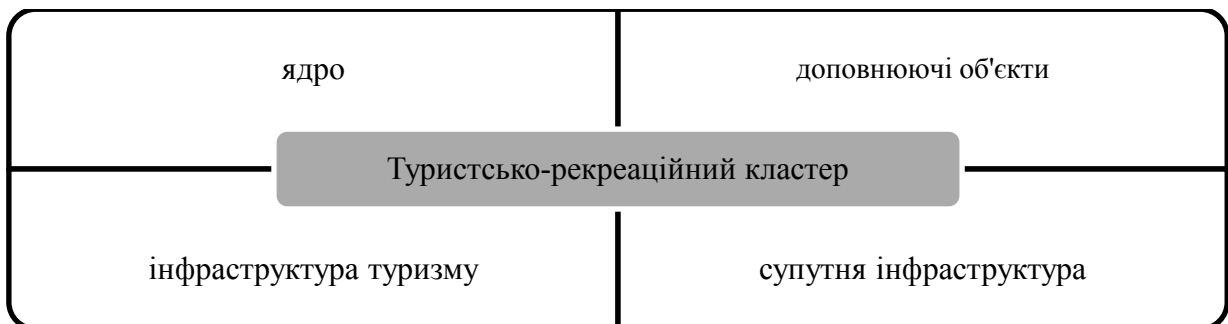 ядро
доповнюючі об'єкти
Туристсько-рекреаційний кластер
інфраструктура туризму
супутня інфраструктура